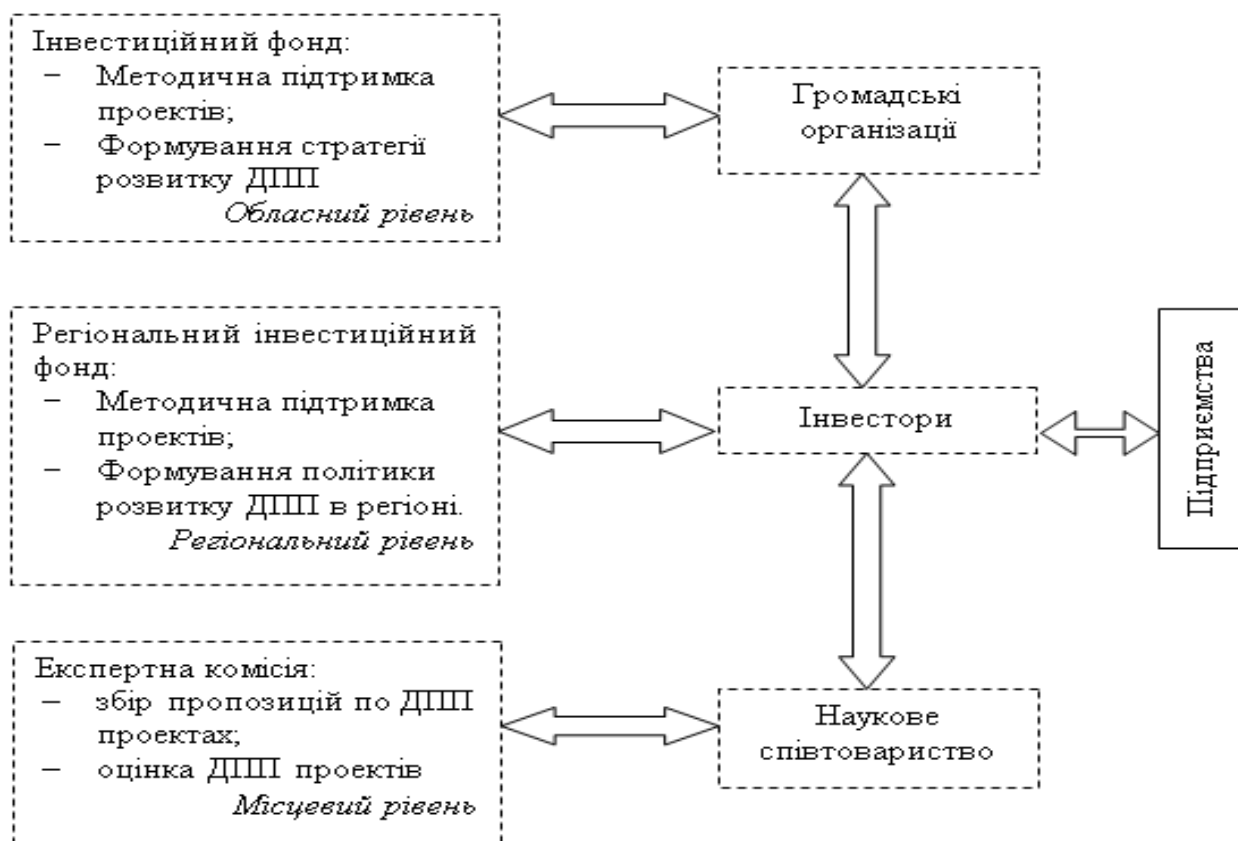 Інвестиційний фонд:
– Методична підтримка
проектів;
– Формування стратегії
розвитку ДПП
Обласний рівень
Громадські
організації
Регіональний інвестиційний
фонд:
– Методична підтримка
проектів;
– Формування політики
розвитку ДПП в регіоні.
Регіональний рівень
Інвестори
Підприємства
Експертна комісія:
– збір пропозицій по ДПП
проектах;
– оцінка ДПП проектів
Місцевий рівень
Наукове
співтовариство